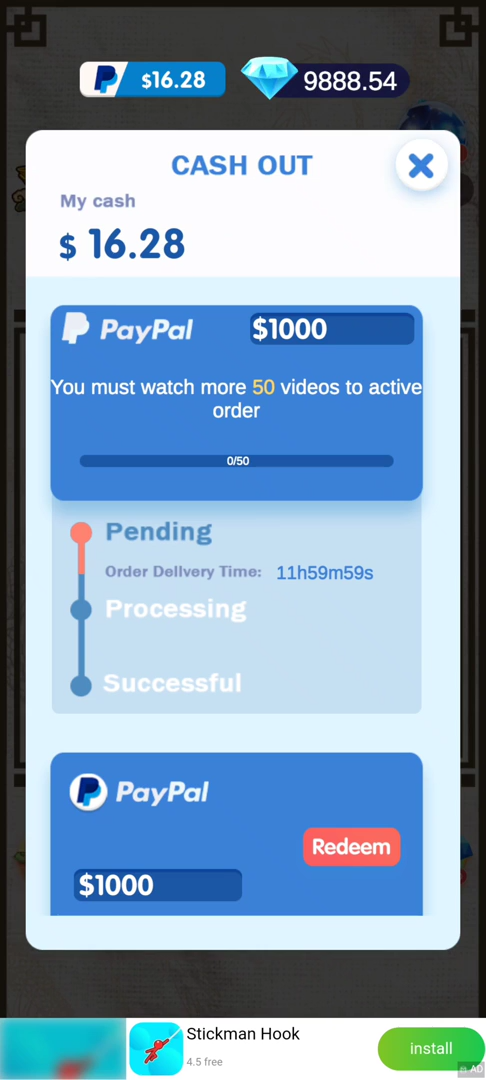 $16.28
9888.54
CASH OUT
My cash
$ 16.28
PayPal
$1000
You must watch more 50 videos to active
order
0/50
Pending
Order Dellvery Time: 11h59m59s
Processing
Successful
PayPal
Redeem
$1000
Stickman Hook
4.5 free
install
AD